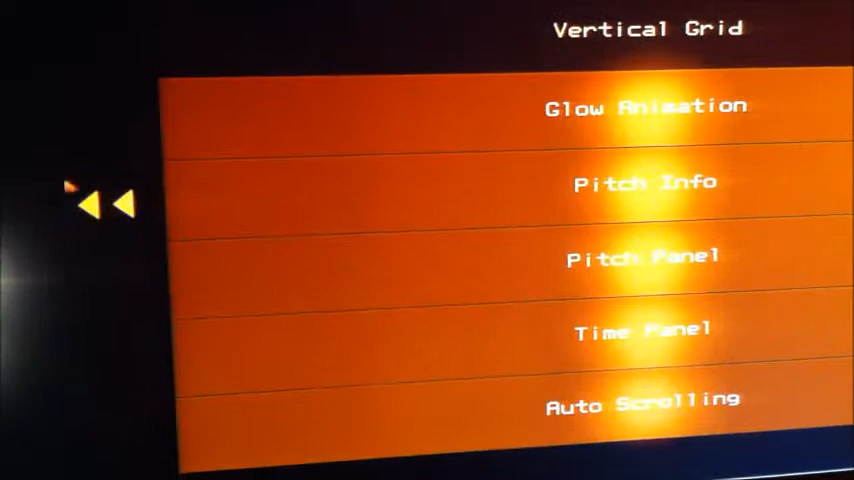 Vertical Grid
Glow Animation
Pitch Info
Pitch Panel
Time Panel
Auto Scrolling